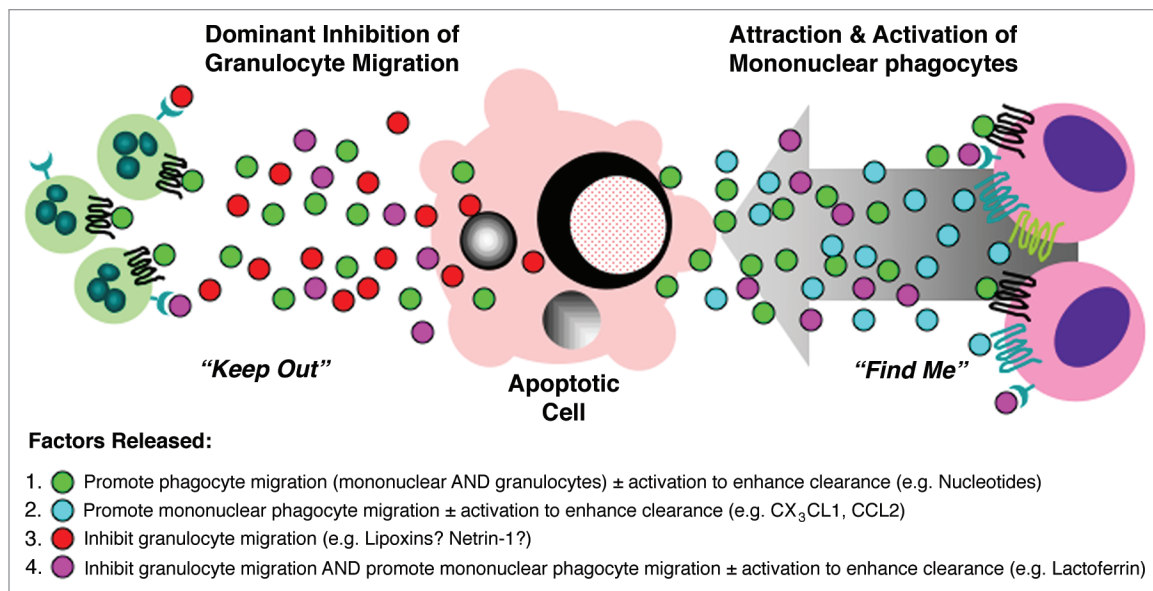 Dominant Inhibition of
Granulocyte Migration
Attraction & Activation of
Mononuclear phagocytes
“Keep Out”
Apoptotic
Cell
“Find Me”
Factors Released:
1. Promote phagocyte migration (mononuclear AND granulocytes) ± activation to enhance clearance (e.g. Nucleotides)
2. Promote mononuclear phagocyte migration ± activation to enhance clearance (e.g. CX₃CL1, CCL2)
3. Inhibit granulocyte migration (e.g. Lipoxins? Netrin-1?)
4. Inhibit granulocyte migration AND promote mononuclear phagocyte migration ± activation to enhance clearance (e.g. Lactoferrin)